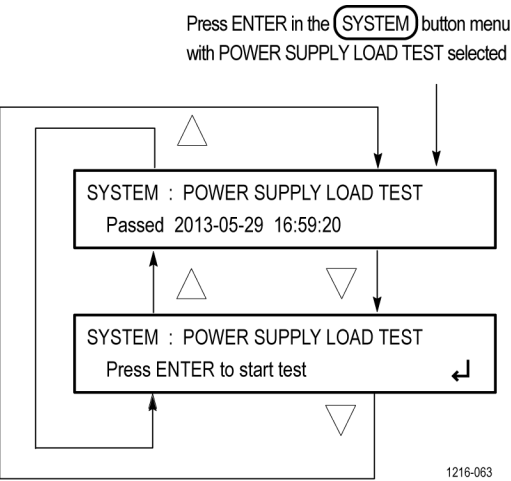 Press ENTER in the SYSTEM button menu
with POWER SUPPLY LOAD TEST selected
SYSTEM : POWER SUPPLY LOAD TEST
Passed 2013-05-29 16:59:20
SYSTEM : POWER SUPPLY LOAD TEST
Press ENTER to start test
1216-063